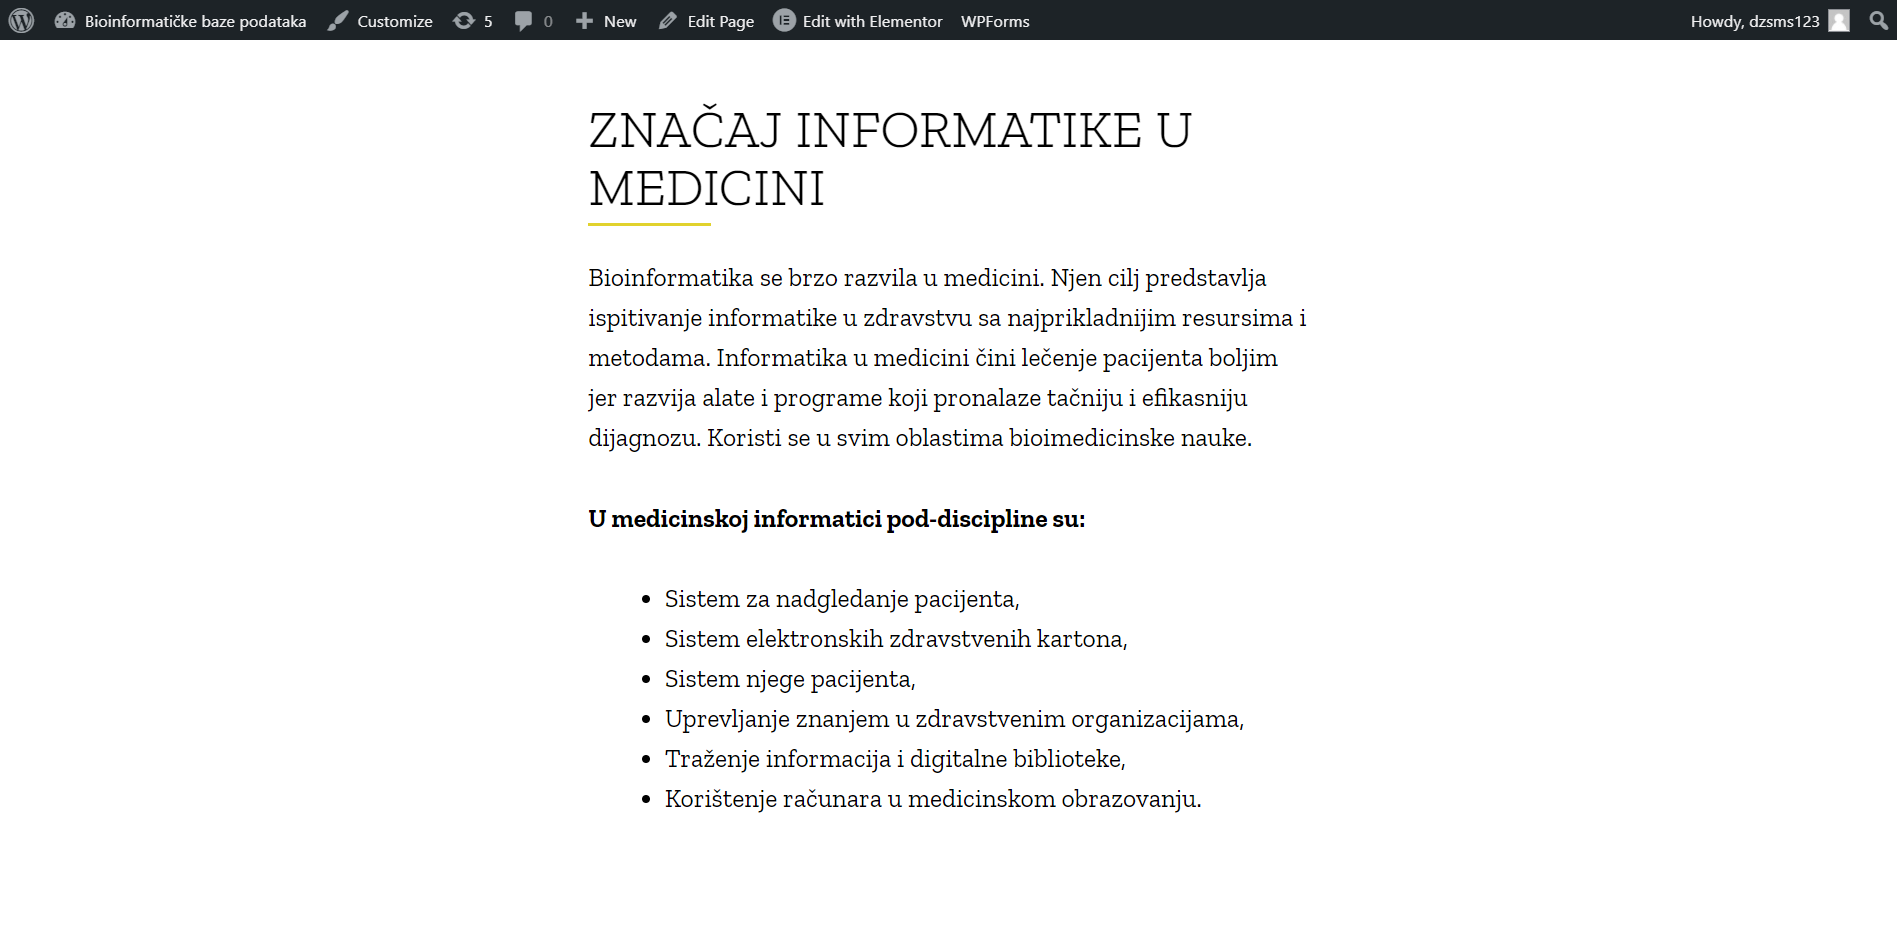 Bioinformatičke baze podataka Customize 5 0 New Edit Page Edit with Elementor WPForms Howdy, dzsms123
ZNAČAJ INFORMATIKE U
MEDICINI
Bioinformatika se brzo razvila u medicini. Njen cilj predstavlja
ispitivanje informatike u zdravstvu sa najprikladnijim resursima i
metodama. Informatika u medicini čini lečenje pacijenta boljim
jer razvija alate i programe koji pronalaze tačniju i efikasniju
dijagnozu. Koristi se u svim oblastima bioimedicinske nauke.
U medicinskoj informatici pod-discipline su:
• Sistem za nadgledanje pacijenta,
• Sistem elektronskih zdravstvenih kartona,
• Sistem njege pacijenta,
• Uprevljanje znanjem u zdravstvenim organizacijama,
• Traženje informacija i digitalne biblioteke,
• Korištenje računara u medicinskom obrazovanju.